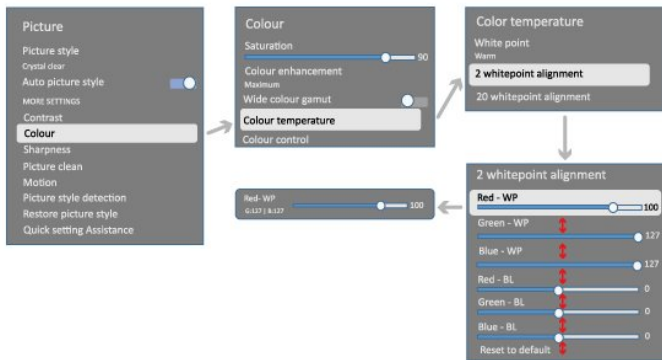 Picture
Picture style
Crystal clear
Auto picture style
MORE SETTINGS
Contrast
Colour
Sharpness
Picture clean
Motion
Picture style detection
Restore picture style
Quick setting Assistance
Colour
Saturation
90
Colour enhancement
Maximum
Wide colour gamut
Colour temperature
Colour control
Color temperature
White point
Warm
2 whitepoint alignment
20 whitepoint alignment
2 whitepoint alignment
Red - WP
100
Green - WP
127
Blue - WP
127
Red - BL
0
Green - BL
0
Blue - BL
0
Reset to default
Red- WP
G:127 | B:127
100